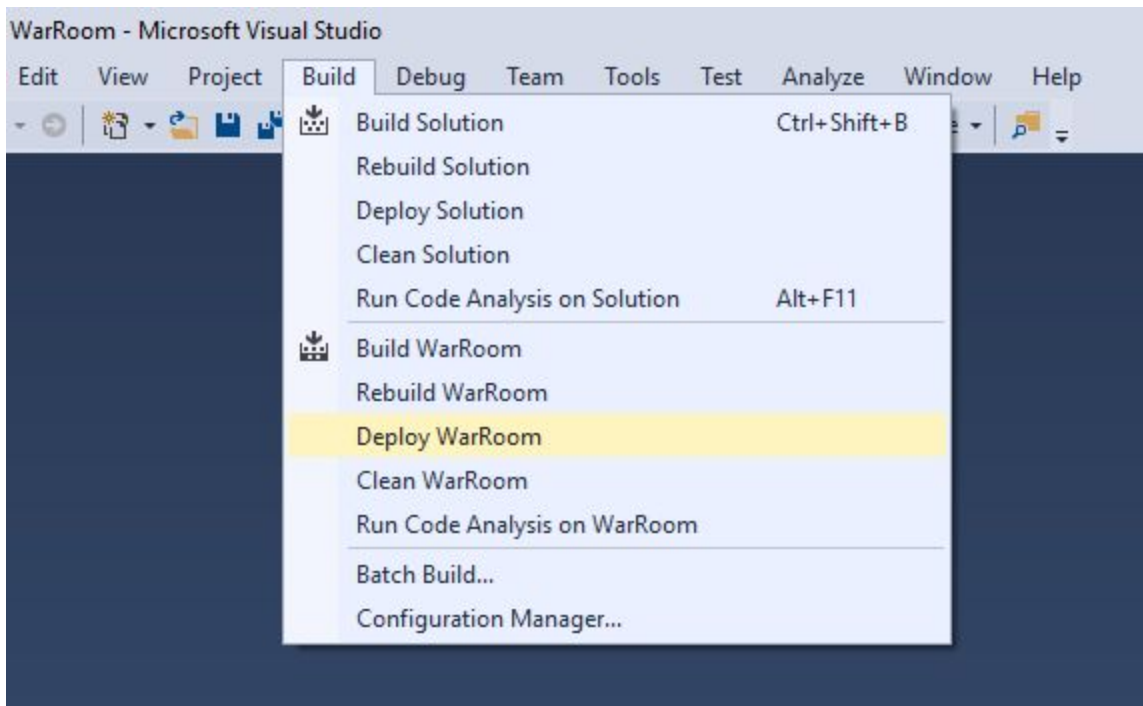 WarRoom - Microsoft Visual Studio
Edit View Project Build Debug Team Tools Test Analyze Window Help
Build Solution Ctrl+Shift+B
Rebuild Solution
Deploy Solution
Clean Solution
Run Code Analysis on Solution Alt+F11
Build WarRoom
Rebuild WarRoom
Deploy WarRoom
Clean WarRoom
Run Code Analysis on WarRoom
Batch Build...
Configuration Manager...